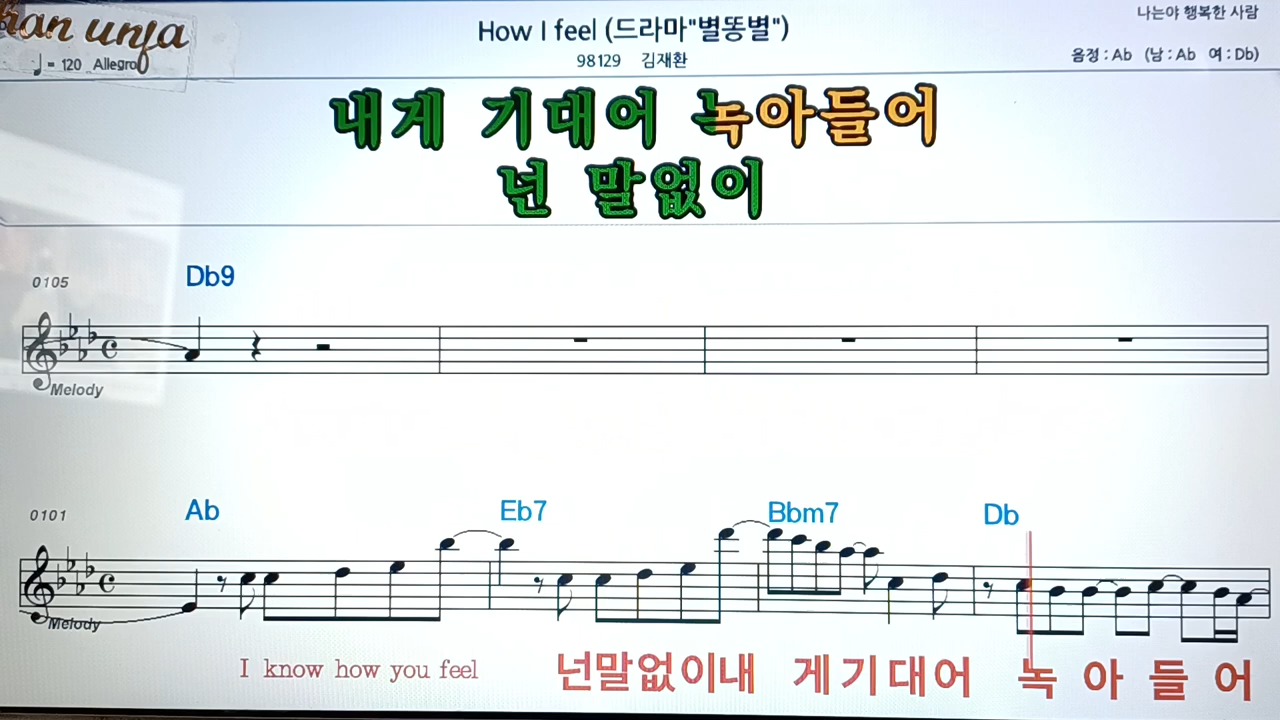 han unja
How I feel (드라마"별똥별")
나는야 행복한 사람
♩= 120 Allegro
98129 김재환
음정 : Ab (남 : Ab 여 : Db)
내게 기대어 녹아들어
넌 말없이
0105
Db9
Melody
0101
Ab Eb7 Bbm7 Db
Melody
I know how you feel 넌말없이내 게기대어 녹 아 들 어